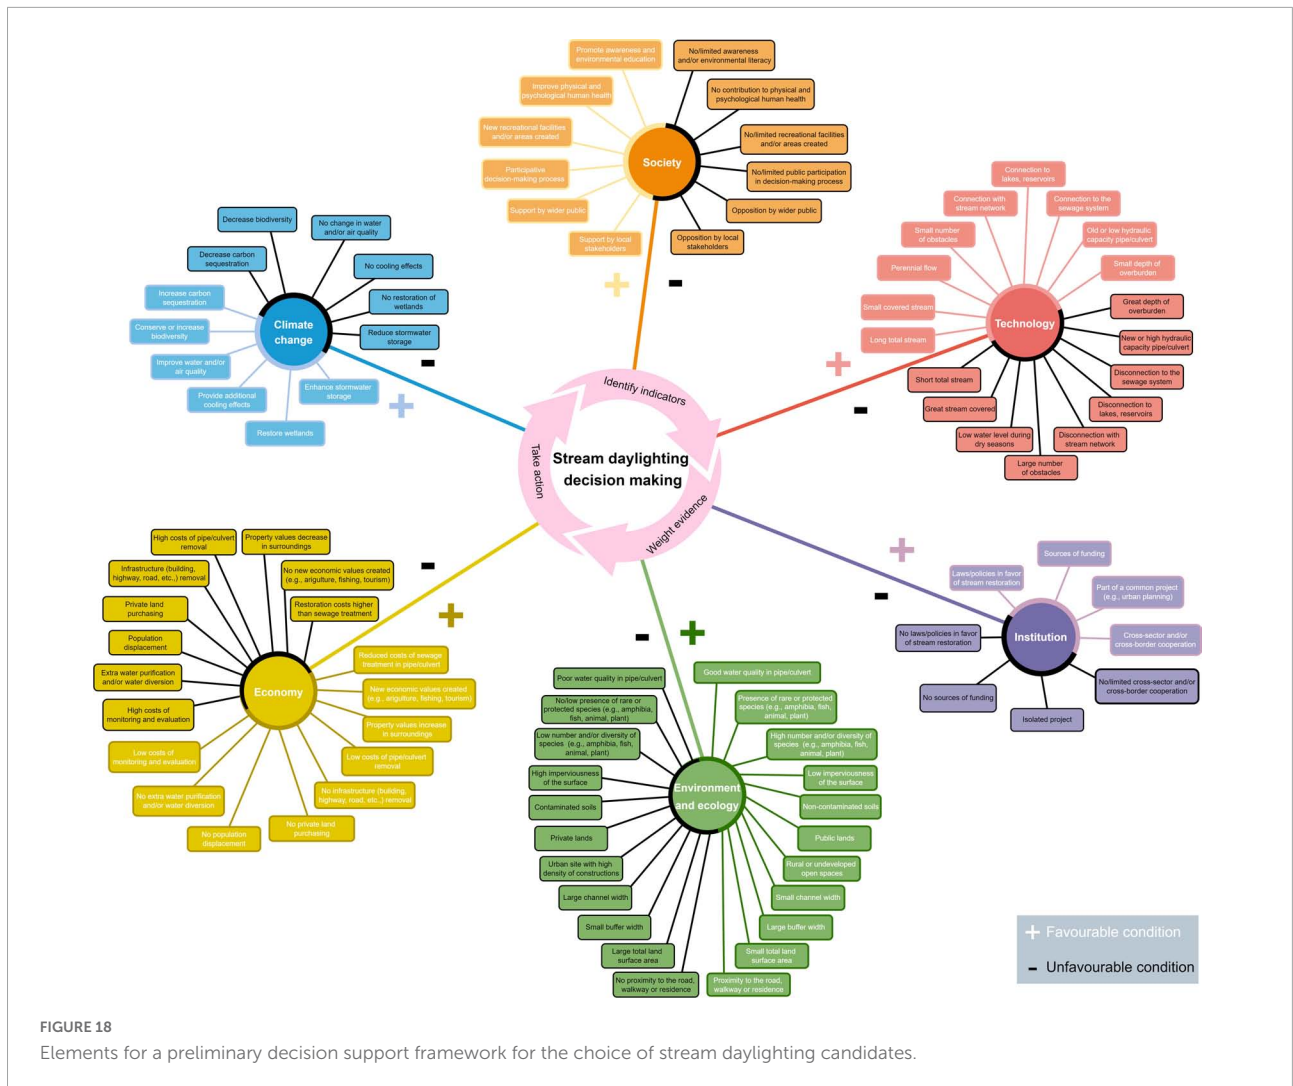 Promote awareness and
environmental education
Improve physical and
psychological human health
New recreational facilities
and/or areas created
Participative
decision-making process
Support by wider public
Support by local
stakeholders
No/limited awareness
and/or environmental literacy
No contribution to physical and
psychological human health
No/limited recreational facilities
and/or areas created
No/limited public participation
in decision-making process
Opposition by wider public
Opposition by local
stakeholders
Society
+
-
Connection to
lakes, reservoirs
Connection with
stream network
Connection to the
sewage system
Small number
of obstacles
Old or low hydraulic
capacity pipe/culvert
Perennial flow
Small depth of
overburden
Small covered stream
Long total stream
Great depth of
overburden
New or high hydraulic
capacity pipe/culvert
Disconnection to the
sewage system
Disconnection to
lakes, reservoirs
Disconnection with
stream network
Large number
of obstacles
Low water level during
dry seasons
Great stream covered
Short total stream
Technology
+
-
Decrease biodiversity
No change in water
and/or air quality
Decrease carbon
sequestration
No cooling effects
No restoration of
wetlands
Reduce stormwater
storage
Increase carbon
sequestration
Conserve or increase
biodiversity
Improve water and/or
air quality
Provide additional
cooling effects
Restore wetlands
Enhance stormwater
storage
Climate
change
-
+
Identify indicators
Weight evidence
Take action
Stream daylighting
decision making
High costs of pipe/culvert
removal
Property values decrease
in surroundings
Infrastructure (building,
highway, road, etc.,) removal
No new economic values created
(e.g., arigulture, fishing, tourism)
Private land
purchasing
Restoration costs higher
than sewage treatment
Population
displacement
Extra water purification
and/or water diversion
High costs of
monitoring and evaluation
Low costs of
monitoring and evaluation
No extra water purification
and/or water diversion
No population
displacement
No private land
purchasing
No infrastructure (building,
highway, road, etc.,) removal
Low costs of pipe/culvert
removal
Property values increase
in surroundings
New economic values created
(e.g., arigulture, fishing, tourism)
Reduced costs of sewage
treatment in pipe/culvert
Economy
-
+
Poor water quality in pipe/culvert
No/low presence of rare or
protected species (e.g., amphibia,
fish, animal, plant)
Low number and/or diversity of
species (e.g., amphibia, fish,
animal, plant)
High imperviousness
of the surface
Contaminated soils
Private lands
Urban site with high
density of constructions
Large channel width
Small buffer width
Large total land
surface area
No proximity to the road,
walkway or residence
Good water quality in pipe/culvert
Presence of rare or protected
species (e.g., amphibia, fish,
animal, plant)
High number and/or diversity of
species (e.g., amphibia, fish,
animal, plant)
Low imperviousness
of the surface
Non-contaminated soils
Public lands
Rural or undeveloped
open spaces
Small channel width
Large buffer width
Small total land
surface area
Proximity to the road,
walkway or residence
Environment
and ecology
-
+
Sources of funding
Laws/policies in favor
of stream restoration
Part of a common project
(e.g., urban planning)
Cross-sector and/or
cross-border cooperation
No laws/policies in favor
of stream restoration
No sources of funding
Isolated project
No/limited cross-sector and/or
cross-border cooperation
Institution
+
-
+ Favourable condition
- Unfavourable condition
FIGURE 18
Elements for a preliminary decision support framework for the choice of stream daylighting candidates.